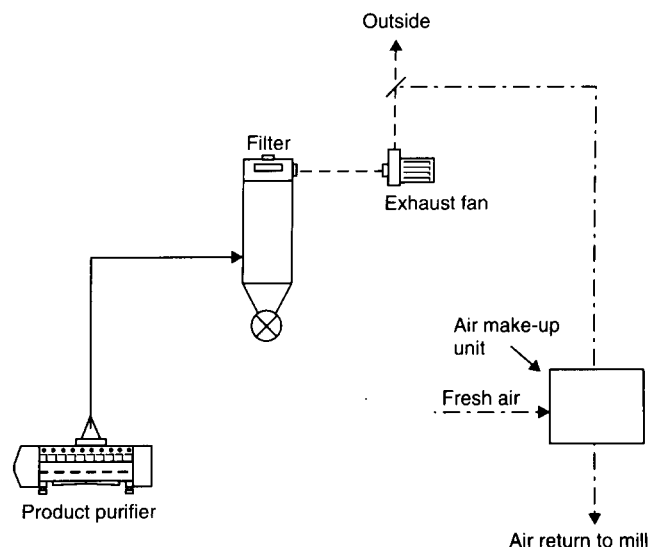 Outside
Filter
Exhaust fan
Air make-up
unit
Fresh air
Product purifier
Air return to mill